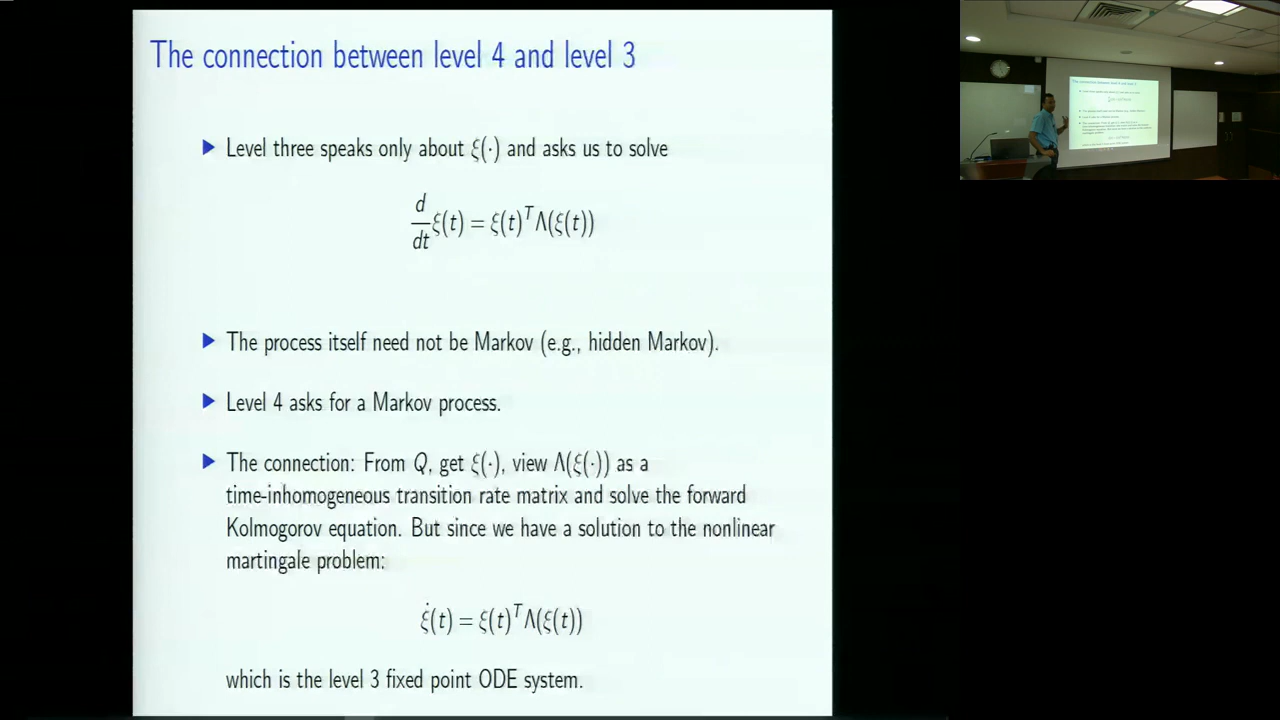 The connection between level 4 and level 3
▶ Level three speaks only about ξ(·) and asks us to solve
d/dt ξ(t) = ξ(t)^T Λ(ξ(t))
▶ The process itself need not be Markov (e.g., hidden Markov).
▶ Level 4 asks for a Markov process.
▶ The connection: From Q, get ξ(·), view Λ(ξ(·)) as a
time-inhomogeneous transition rate matrix and solve the forward
Kolmogorov equation. But since we have a solution to the nonlinear
martingale problem:
ξ̇(t) = ξ(t)^T Λ(ξ(t))
which is the level 3 fixed point ODE system.